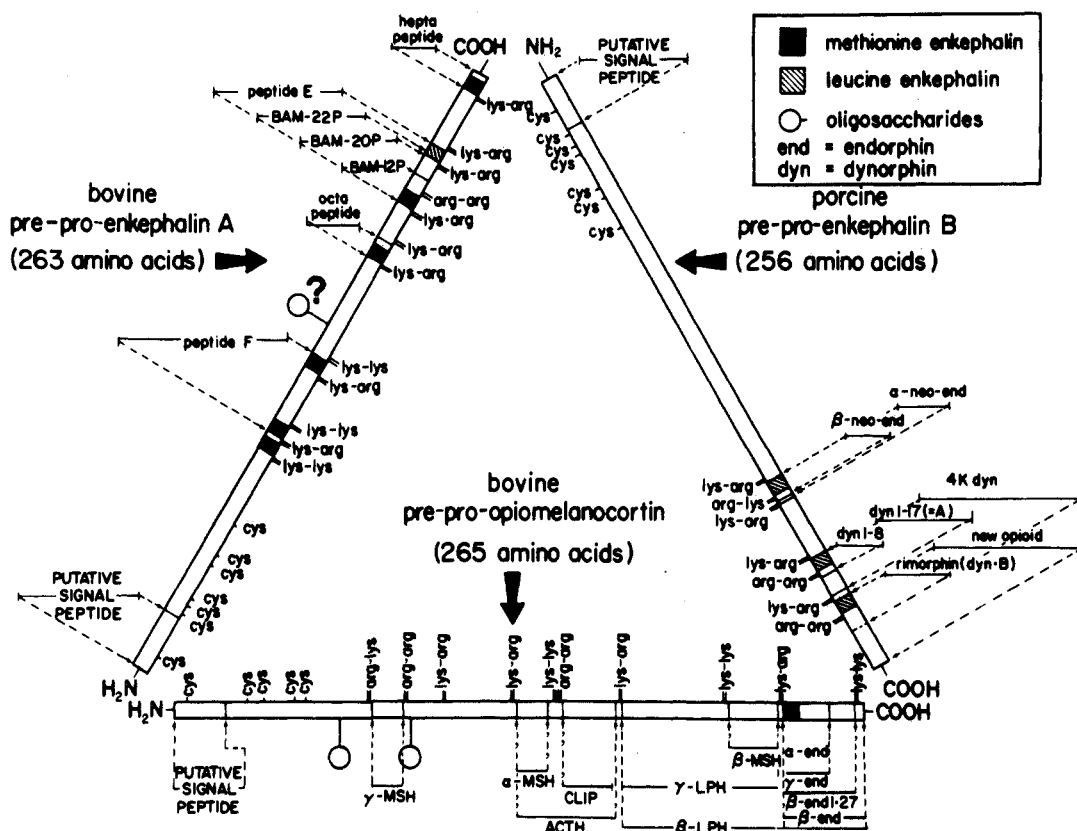 hepta
peptide
COOH
lys-arg
peptide E
BAM-22P
BAM-20P
BAM-12P
lys-arg
lys-arg
arg-arg
lys-arg
octa
peptide
lys-arg
lys-arg
bovine
pre-pro-enkephalin A
(263 amino acids)
?
peptide F
lys-lys
lys-arg
lys-lys
lys-arg
lys-lys
cys
cys
cys
cys
cys
cys
PUTATIVE
SIGNAL
PEPTIDE
cys
H₂N
NH₂
PUTATIVE
SIGNAL
PEPTIDE
cys
cys
cys
cys
cys
cys
cys
methionine enkephalin
leucine enkephalin
oligosaccharides
end = endorphin
dyn = dynorphin
porcine
pre-pro-enkephalin B
(256 amino acids)
α-neo-end
β-neo-end
lys-arg
arg-lys
lys-arg
4K dyn
dyn 1-17(=A)
new opioid
dyn 1-8
rimorphin(dyn-B)
lys-arg
arg-arg
lys-arg
arg-arg
COOH
bovine
pre-pro-opiomelanocortin
(265 amino acids)
H₂N
cys
cys
cys
cys
cys
arg-lys
arg-arg
lys-arg
lys-arg
lys-lys
arg-arg
lys-arg
lys-lys
lys-arg
lys-lys
COOH
PUTATIVE
SIGNAL
PEPTIDE
γ-MSH
α-MSH
CLIP
ACTH
γ-LPH
β-LPH
β-MSH
α-end
γ-end
β-end1-27
β-end